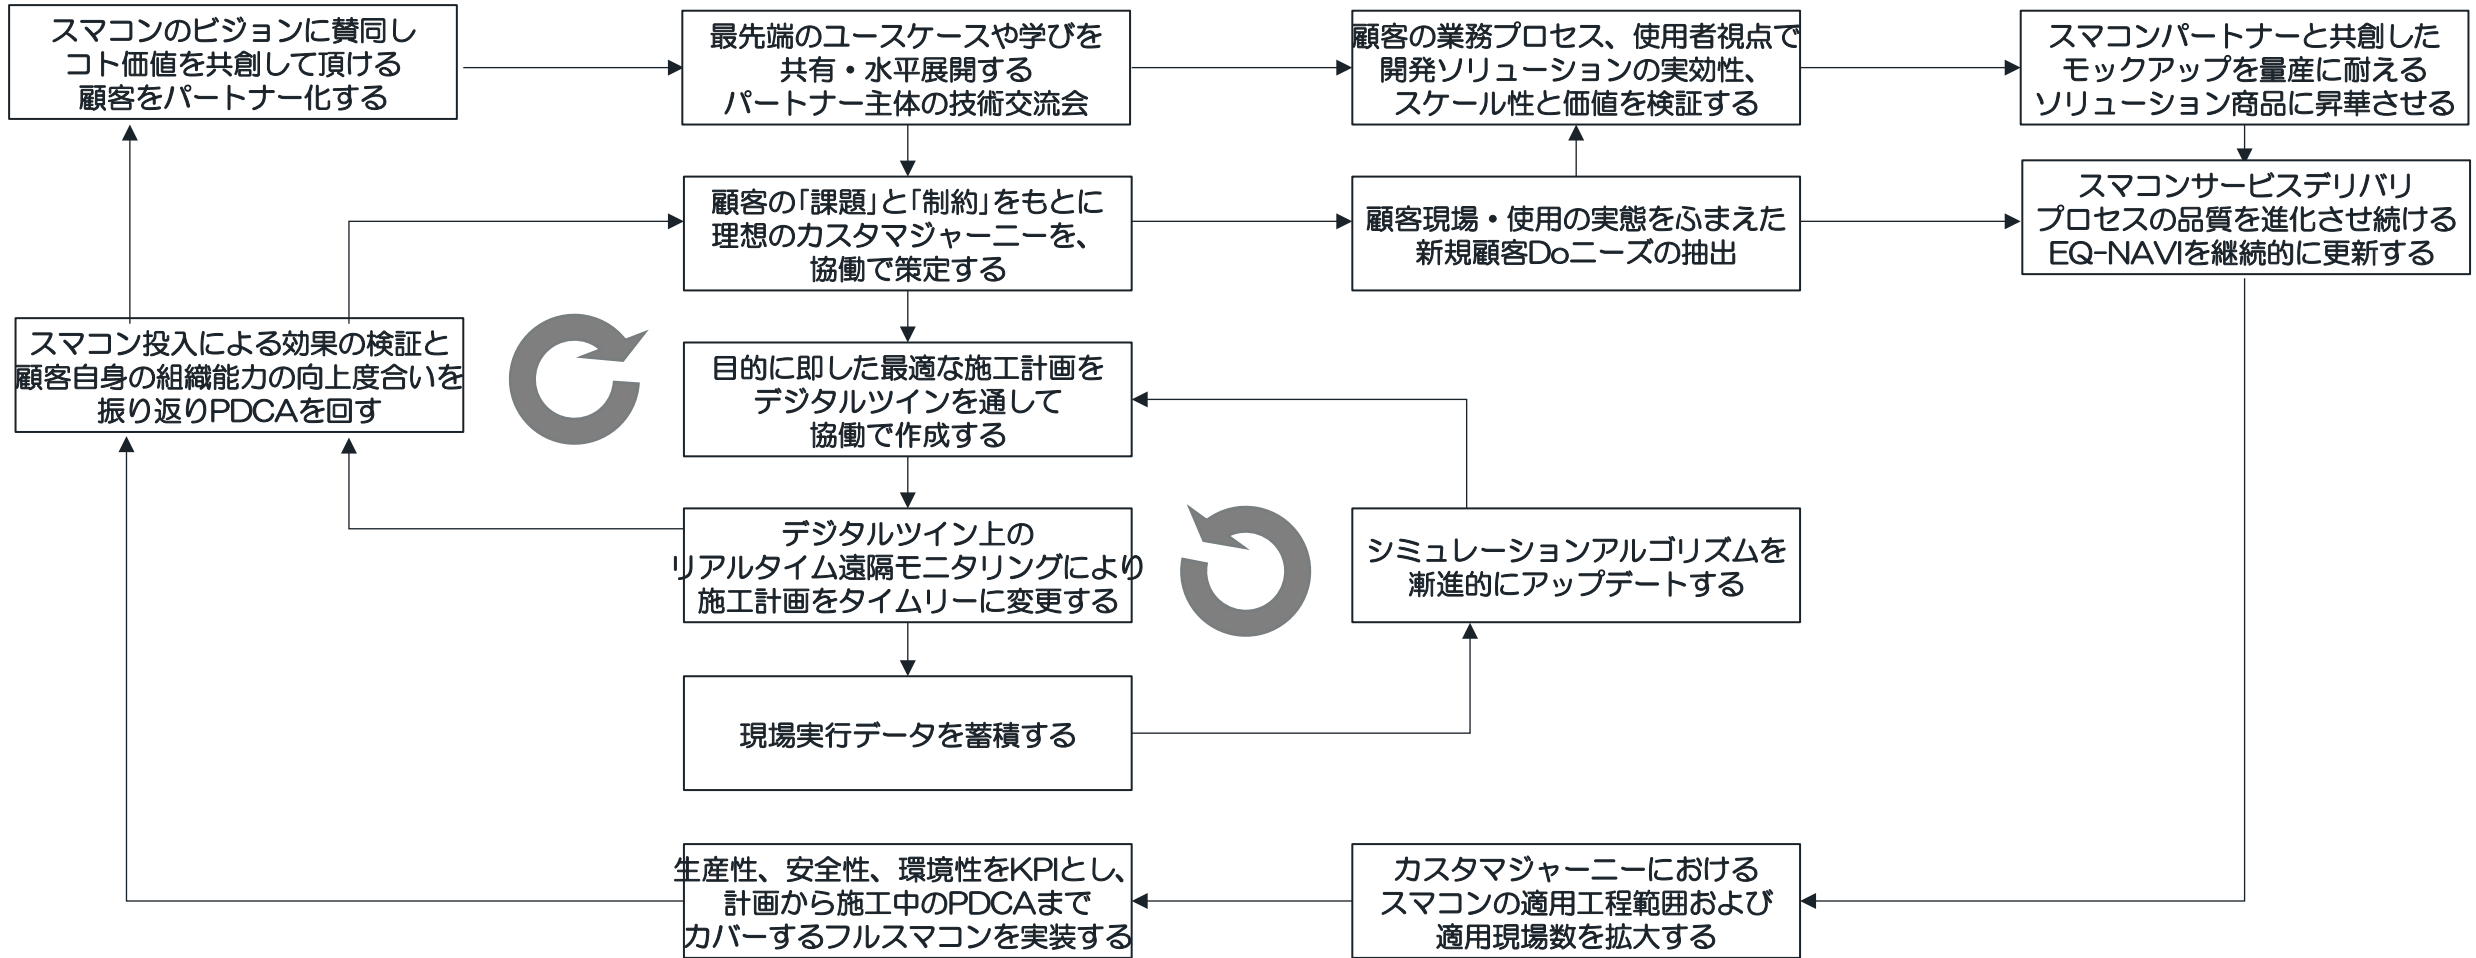 スマコンのビジョンに賛同し
コト価値を共創して頂ける
顧客をパートナー化する
最先端のユースケースや学びを
共有・水平展開する
パートナー主体の技術交流会
顧客の業務プロセス、使用者視点で
開発ソリューションの実効性、
スケール性と価値を検証する
スマコンパートナーと共創した
モックアップを量産に耐える
ソリューション商品に昇華させる
顧客の｢課題｣と｢制約｣をもとに
理想のカスタマジャーニーを、
協働で策定する
顧客現場・使用の実態をふまえた
新規顧客Doニーズの抽出
スマコンサービスデリバリ
プロセスの品質を進化させ続ける
EQ-NAVIを継続的に更新する
スマコン投入による効果の検証と
顧客自身の組織能力の向上度合いを
振り返りPDCAを回す
目的に即した最適な施工計画を
デジタルツインを通して
協働で作成する
デジタルツイン上の
リアルタイム遠隔モニタリングにより
施工計画をタイムリーに変更する
シミュレーションアルゴリズムを
漸進的にアップデートする
現場実行データを蓄積する
生産性、安全性、環境性をKPIとし、
計画から施工中のPDCAまで
カバーするフルスマコンを実装する
カスタマジャーニーにおける
スマコンの適用工程範囲および
適用現場数を拡大する